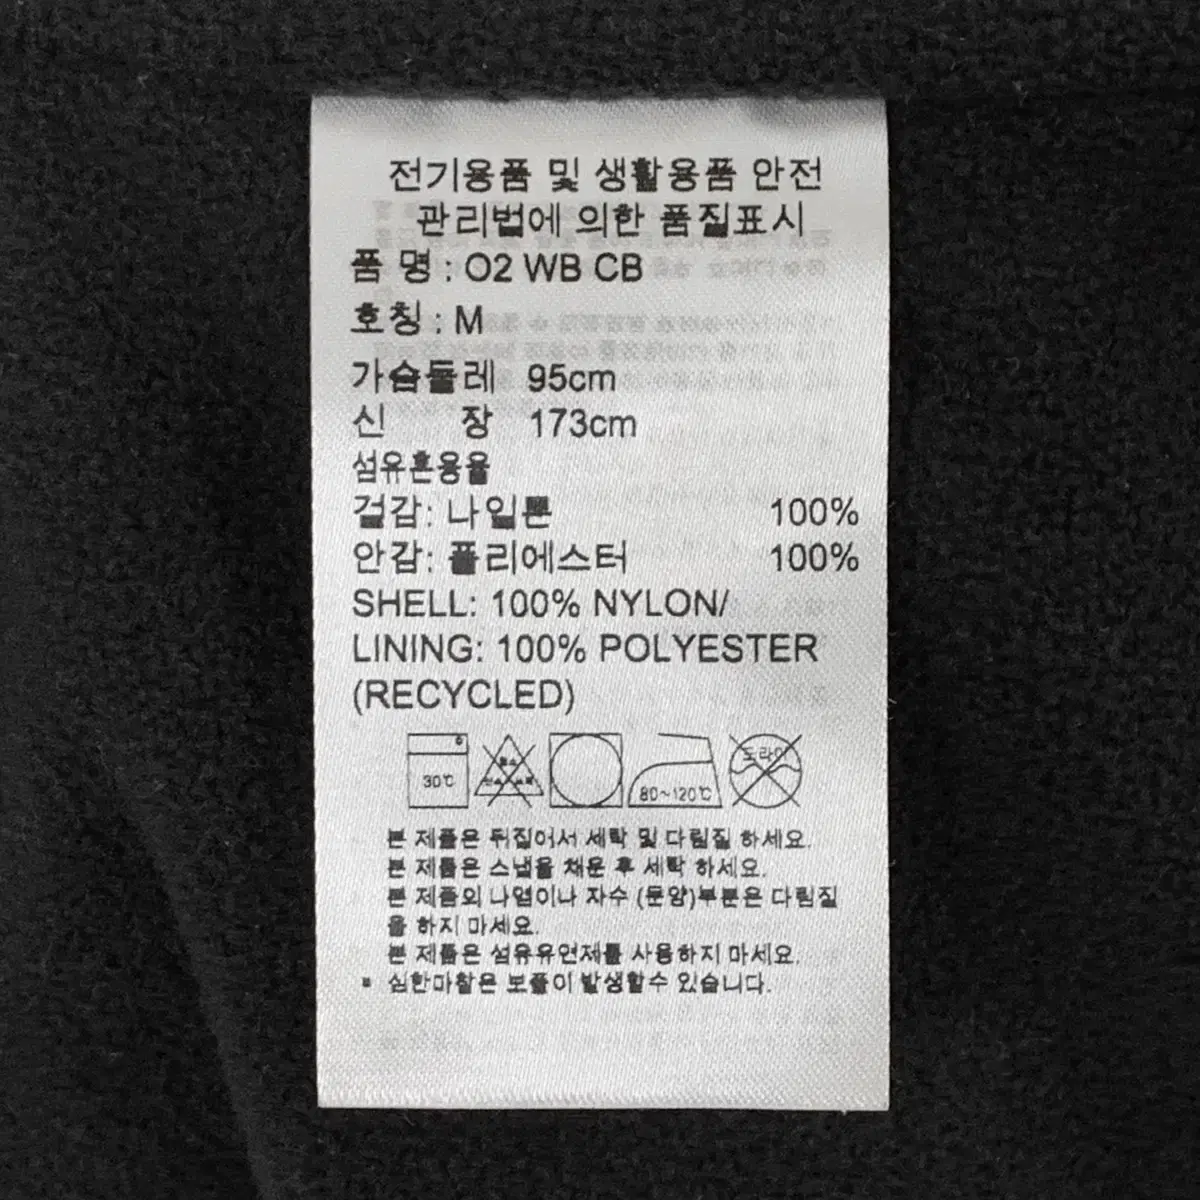 전기용품 및 생활용품 안전
관리법에 의한 품질표시
품 명 : O2 WB CB
호칭 : M
가슴둘레 95cm
신 장 173cm
섬유혼용율
겉감: 나일론 100%
안감: 폴리에스터 100%
SHELL: 100% NYLON/
LINING: 100% POLYESTER
(RECYCLED)
30℃
80~120℃
드라이
본 제품은 뒤집어서 세탁 및 다림질 하세요.
본 제품은 스냅을 채운 후 세탁 하세요.
본 제품의 나염이나 자수 (문양)부분은 다림질
을 하지 마세요.
본 제품은 섬유유연제를 사용하지 마세요.
* 심한마찰은 보풀이 발생할수 있습니다.